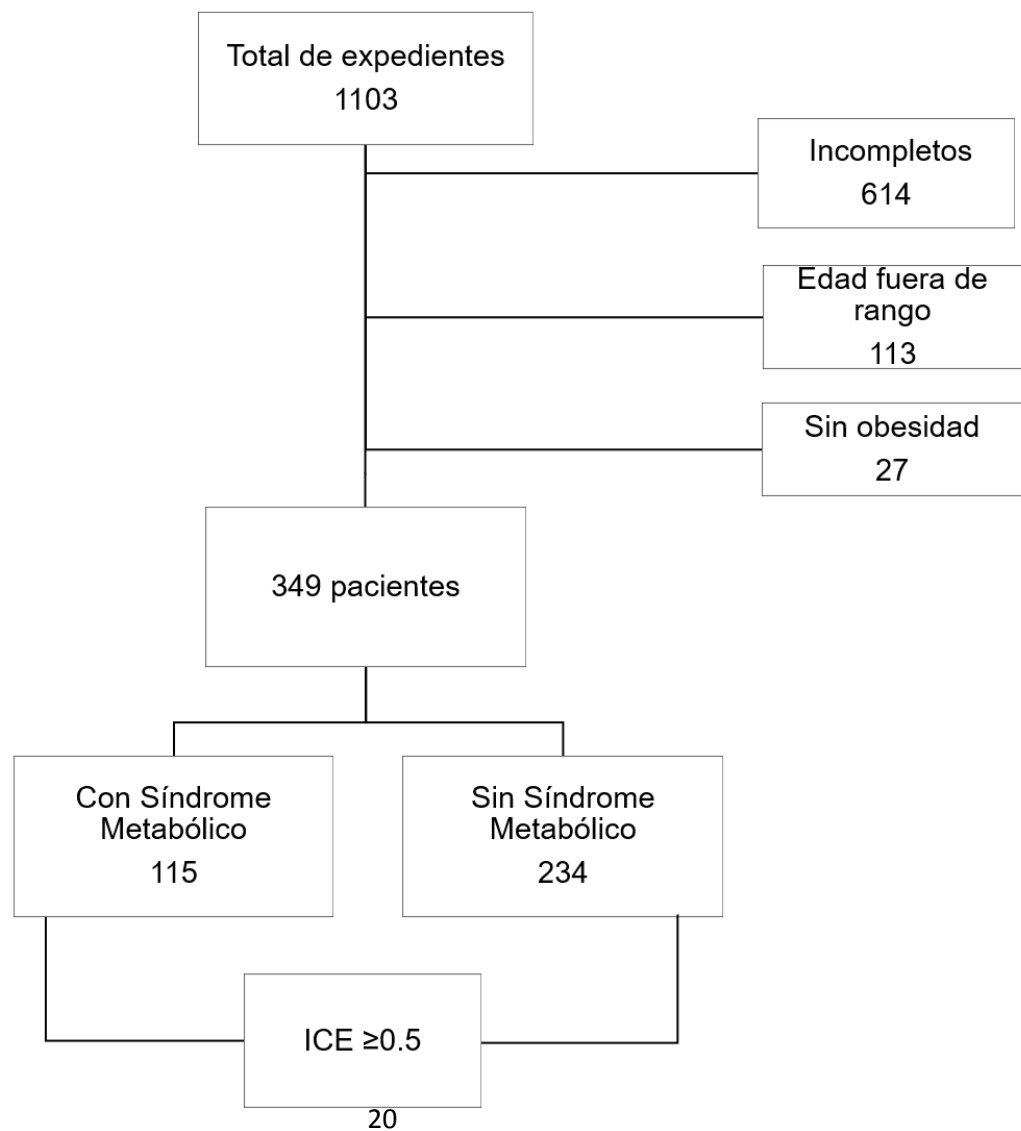 Total de expedientes
1103
Incompletos
614
Edad fuera de
rango
113
Sin obesidad
27
349 pacientes
Con Síndrome
Metabólico
115
Sin Síndrome
Metabólico
234
ICE ≥0.5
20